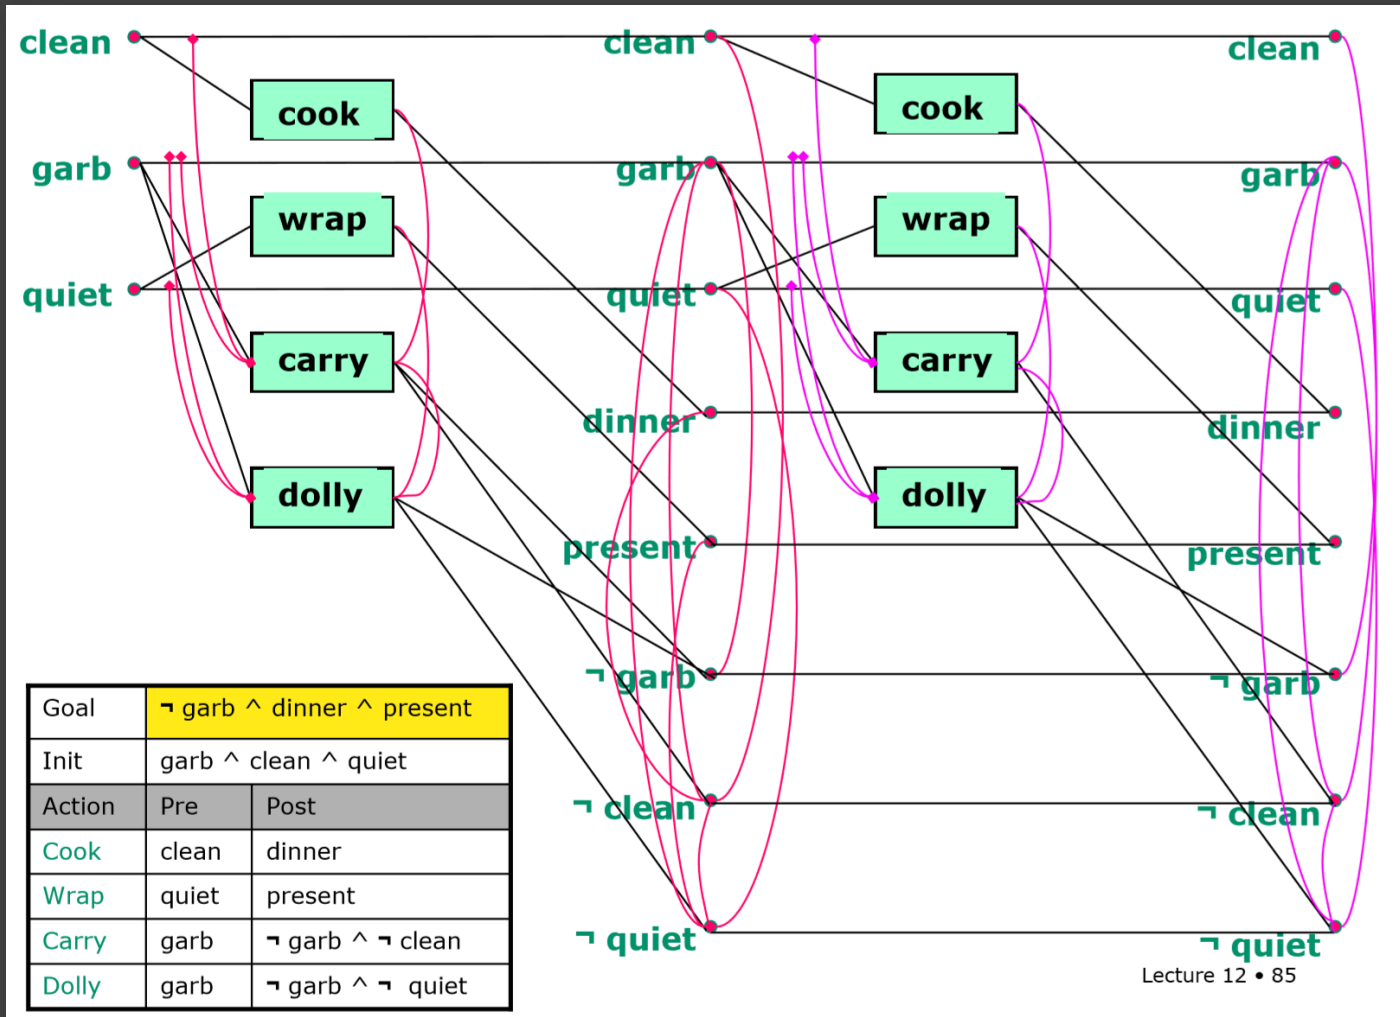 clean
clean
clean
cook
cook
garb
garb
garb
wrap
wrap
quiet
quiet
quiet
carry
carry
dinner
dinner
dolly
dolly
present
present
¬ garb
¬ garb
¬ clean
¬ clean
¬ quiet
¬ quiet
Goal ¬ garb ^ dinner ^ present
Init garb ^ clean ^ quiet
Action Pre Post
Cook clean dinner
Wrap quiet present
Carry garb ¬ garb ^ ¬ clean
Dolly garb ¬ garb ^ ¬ quiet
Lecture 12 • 85